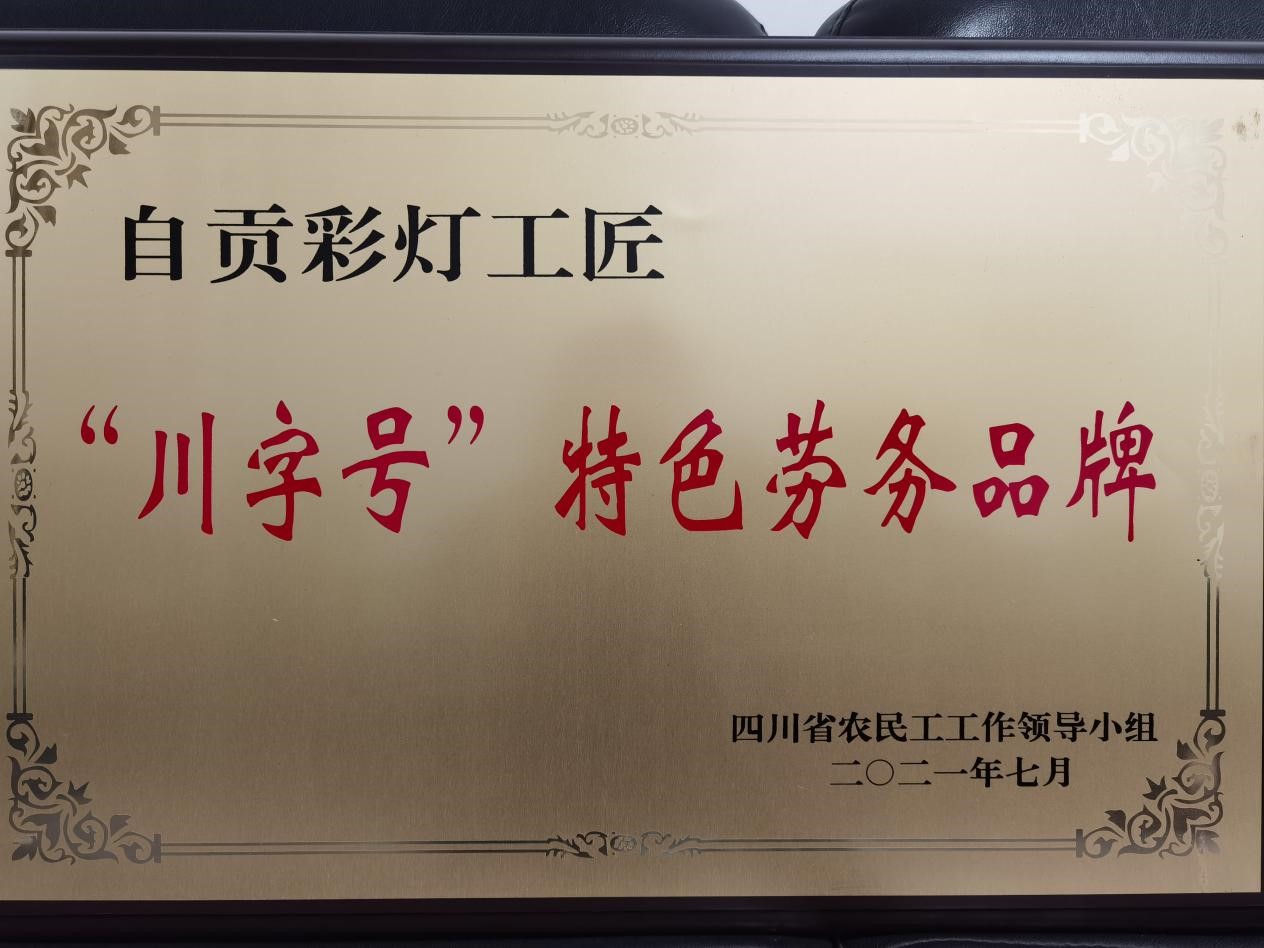 自贡彩灯工匠
“川字号”特色劳务品牌
四川省农民工工作领导小组
二〇二一年七月